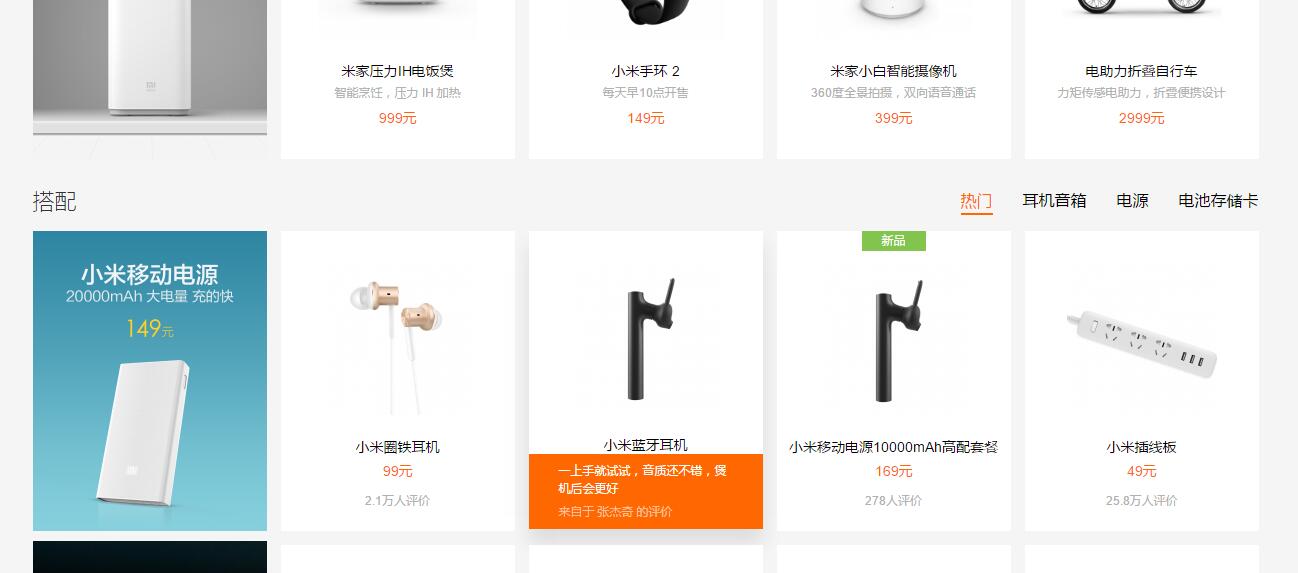 米家压力IH电饭煲
智能烹饪，压力 IH 加热
999元
小米手环 2
每天早10点开售
149元
米家小白智能摄像机
360度全景拍摄，双向语音通话
399元
电助力折叠自行车
力矩传感电助力，折叠便携设计
2999元
搭配
热门
耳机音箱
电源
电池存储卡
小米移动电源
20000mAh 大电量 充的快
149元
小米圈铁耳机
99元
2.1万人评价
小米蓝牙耳机
一上手就试试，音质还不错，煲
机后会更好
来自于 张杰奇 的评价
新品
小米移动电源10000mAh高配套餐
169元
278人评价
小米插线板
49元
25.8万人评价